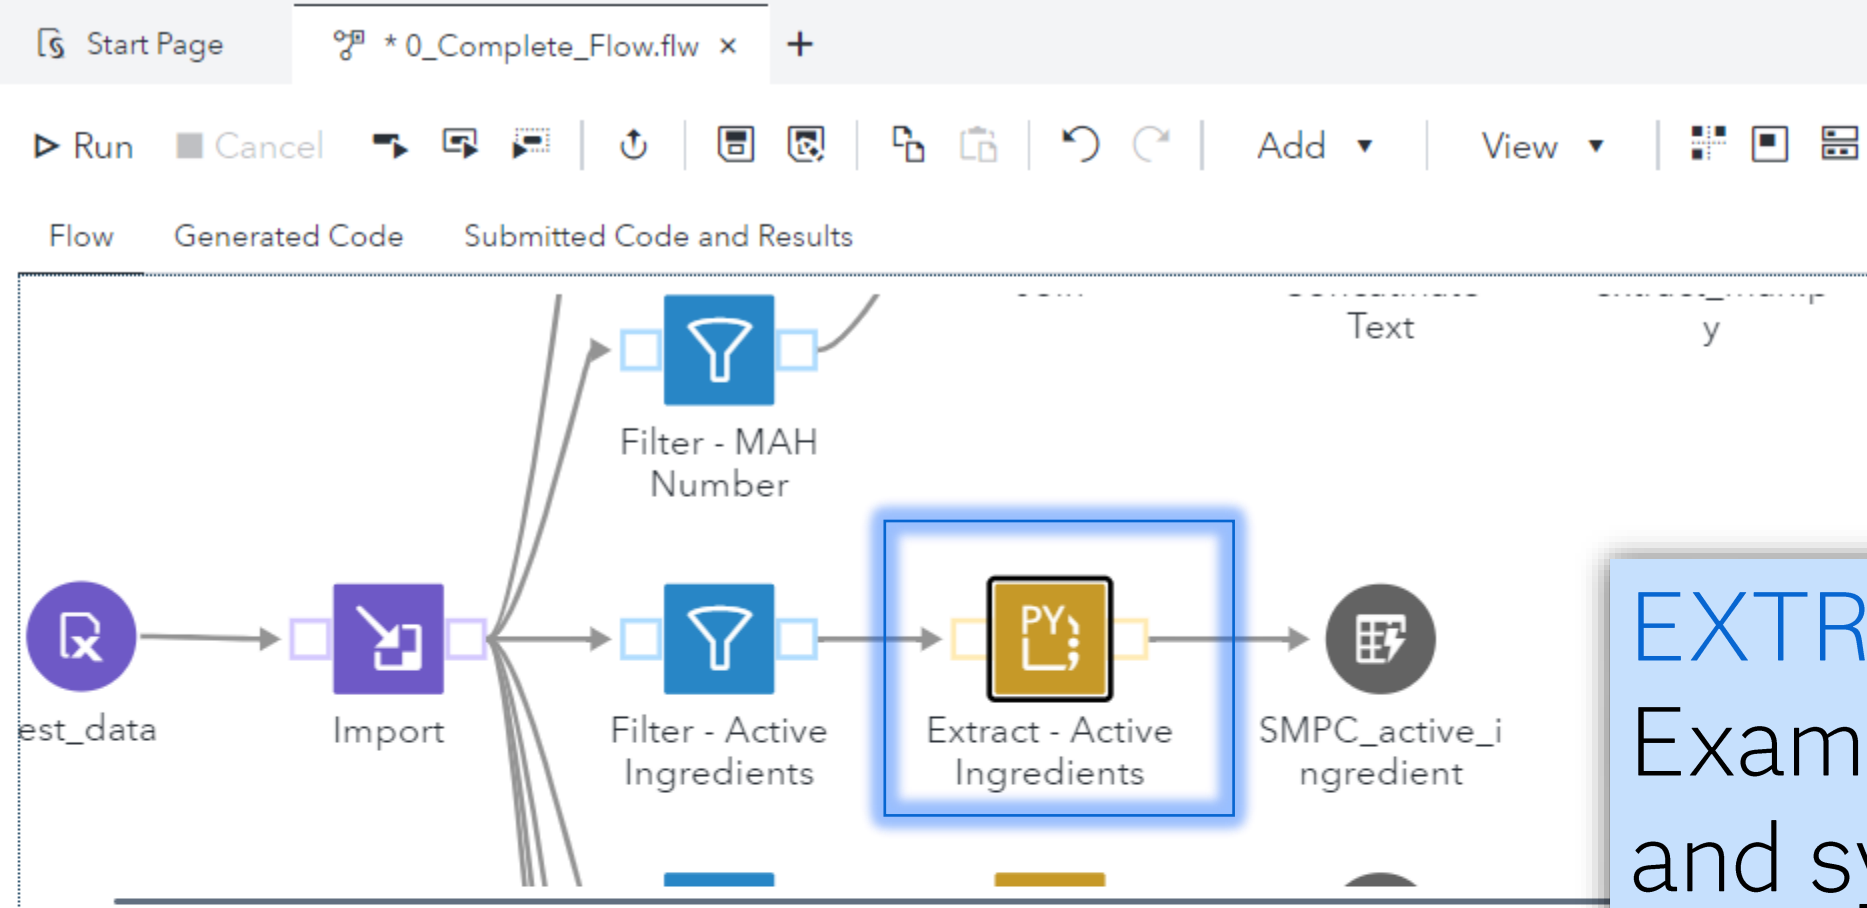 Start Page
* 0_Complete_Flow.flw
Run
Cancel
Add
View
Flow
Generated Code
Submitted Code and Results
Text
y
Filter - MAH
Number
est_data
Import
Filter - Active
Ingredients
PY
Extract - Active
Ingredients
SMPC_active_i
ngredient
EXTR
Exam
and sy